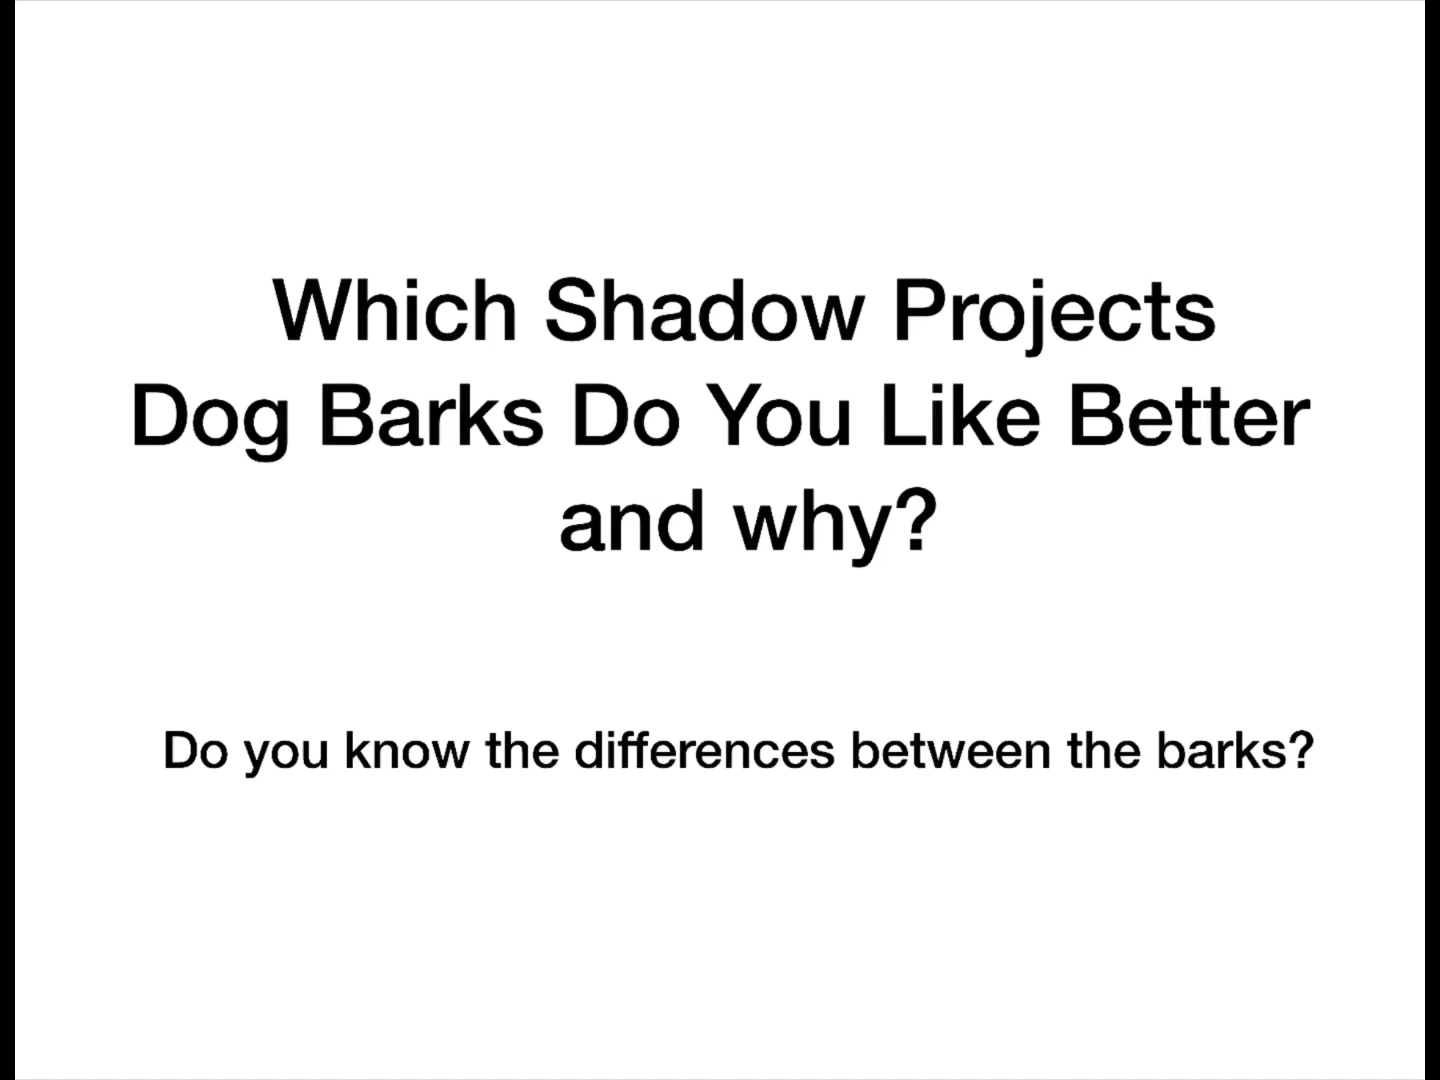 Which Shadow Projects
Dog Barks Do You Like Better
and why?
Do you know the differences between the barks?